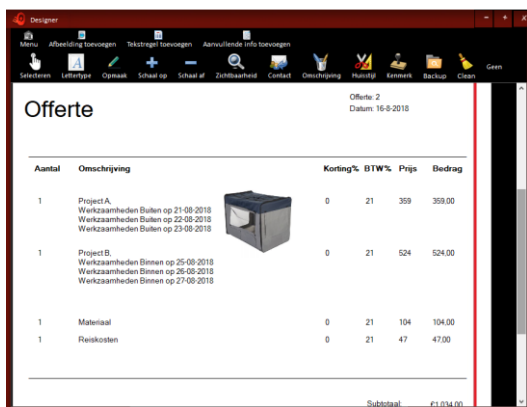 Designer
Menu Afbeelding toevoegen Tekstregel toevoegen Aanvullende info toevoegen
Selecteren Lettertype Opmaak Schaal op Schaal af Zichtbaarheid Contact Omschrijving Huisstijl Kenmerk Backup Clean Geen
Offerte
Offerte: 2
Datum: 16-8-2018
Aantal Omschrijving Korting% BTW% Prijs Bedrag
1 Project A, 0 21 359 359,00
Werkzaamheden Buiten op 21-08-2018
Werkzaamheden Buiten op 22-08-2018
Werkzaamheden Buiten op 23-08-2018
1 Project B, 0 21 524 524,00
Werkzaamheden Binnen op 25-08-2018
Werkzaamheden Binnen op 26-08-2018
Werkzaamheden Binnen op 27-08-2018
1 Materiaal 0 21 104 104,00
1 Reiskosten 0 21 47 47,00
Subtotaal: €1.034,00